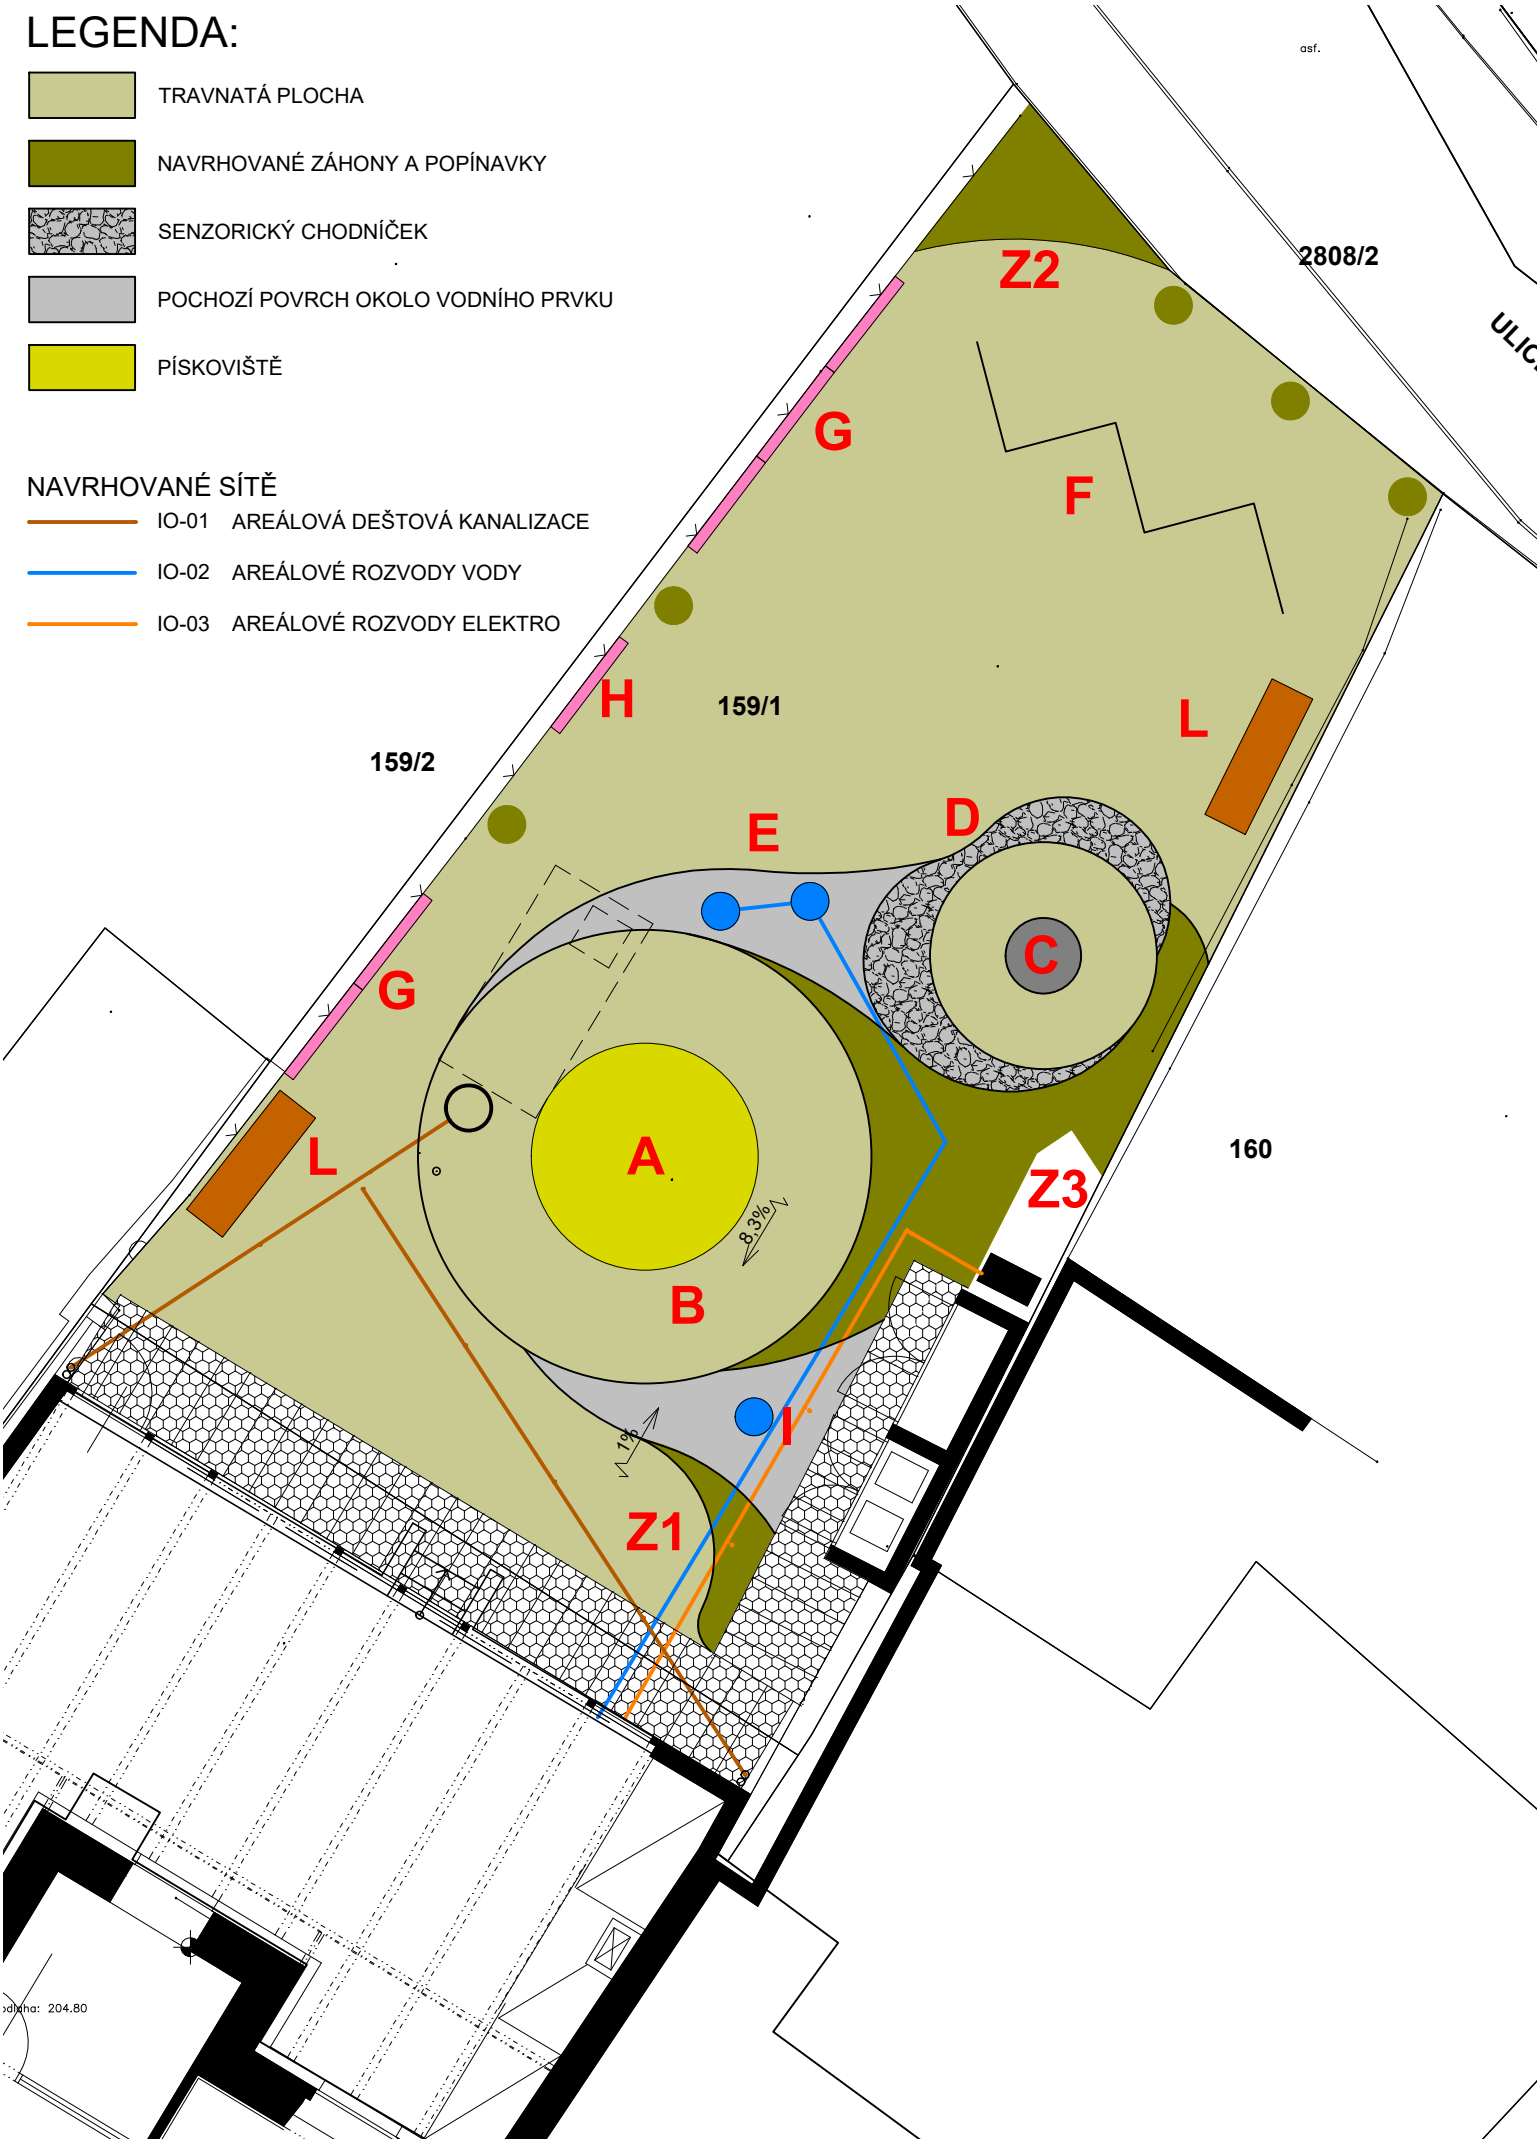 LEGENDA:
TRAVNATÁ PLOCHA
NAVRHOVANÉ ZÁHONY A POPÍNAVKY
SENZORICKÝ CHODNÍČEK
POCHOZÍ POVRCH OKOLO VODNÍHO PRVKU
PÍSKOVIŠTĚ
NAVRHOVANÉ SÍTĚ
IO-01 AREÁLOVÁ DEŠTOVÁ KANALIZACE
IO-02 AREÁLOVÉ ROZVODY VODY
IO-03 AREÁLOVÉ ROZVODY ELEKTRO
asf.
2808/2
Z2
G
F
H
159/1
L
159/2
E
D
C
G
L
A
160
Z3
8,3%
B
I
1%
Z1
204.80